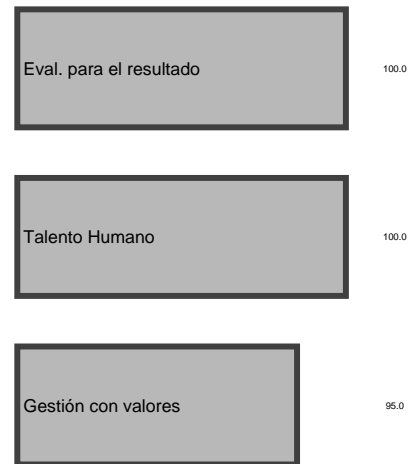 Eval. para el resultado 100.0
Talento Humano 100.0
Gestión con valores 95.0